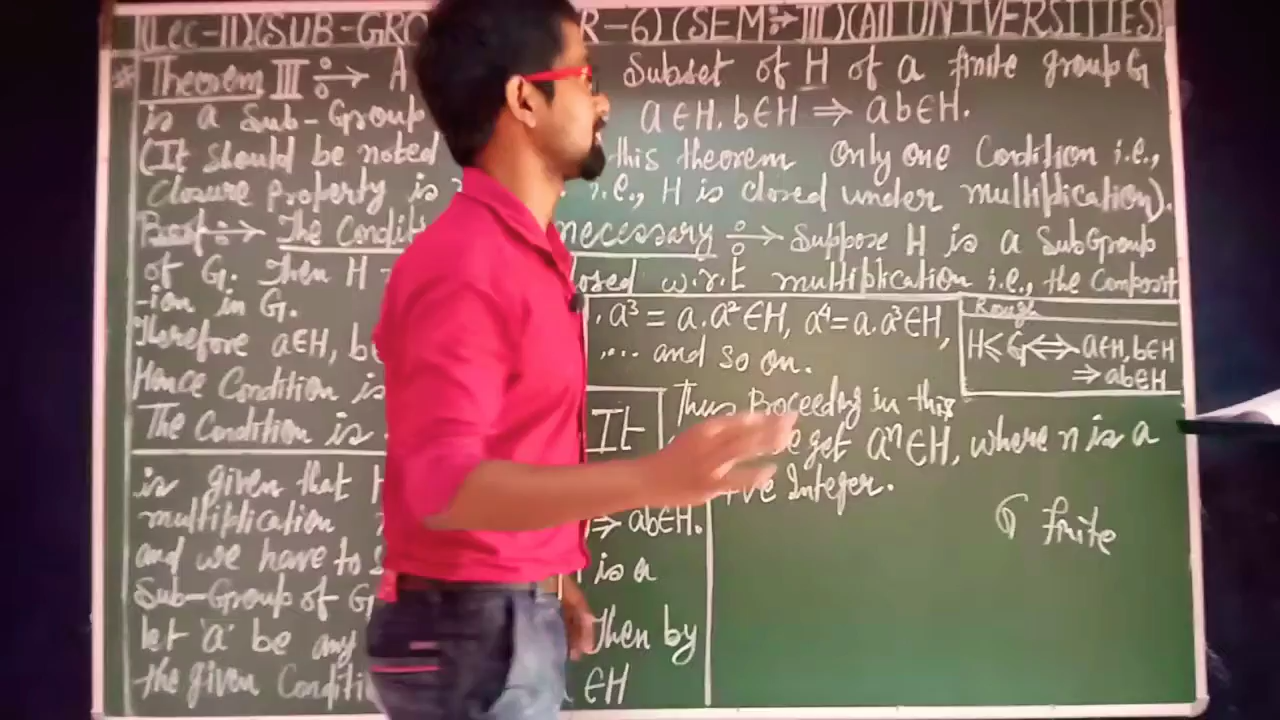 (Lec-11)(SUB-GRO R-6)(SEM÷→III)(All UNIVERSITIES)
Theorem III ÷→ A Subset of H of a finite group G
is a Sub-Group a∈H, b∈H ⇒ ab∈H.
(It should be noted this theorem Only one Condition i.e.,
closure property is i.e., H is closed under multiplication).
Proof ÷→ The Condit necessary ÷→ Suppose H is a SubGroup
of G. Then H losed w.r.t multiplication i.e., the Composit
-ion in G.
Therefore a∈H, b∈
Hence Condition is
The Condition is
is given that H
multiplication ⇒ ab∈H.
and we have to S is a
Sub-Group of G
let 'a' be any Then by
the given Conditi ∈H
It
. a³ = a.a² ∈H, a⁴ = a.a³ ∈H,
.... and so on.
Thus Proceeding in this
get aⁿ∈H, where n is a
+ve Integer.
G finite
Rough
H ≤ G ⟺ a∈H, b∈H
⇒ ab∈H